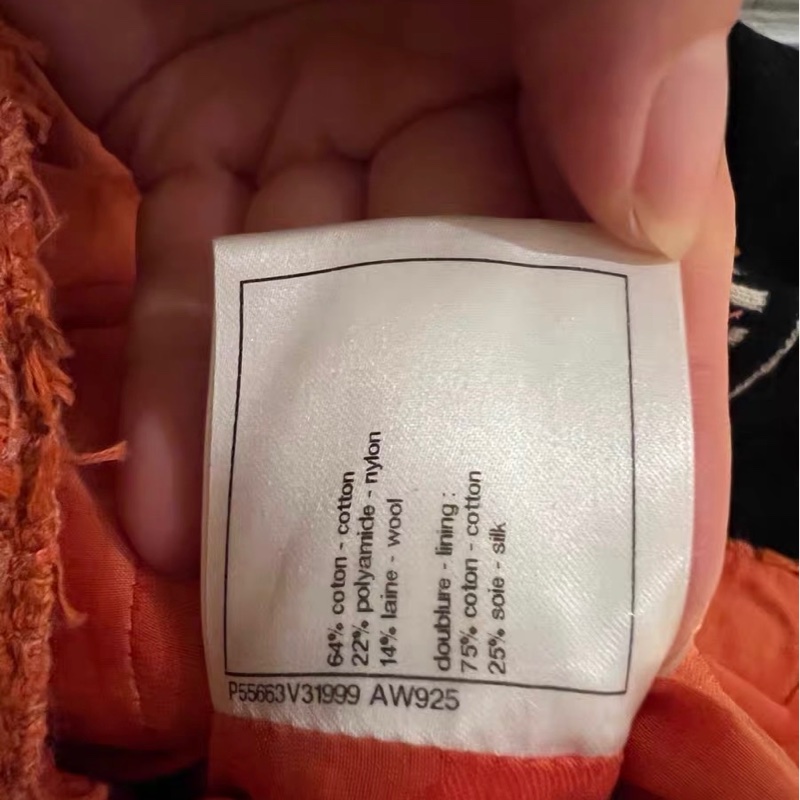 64% coton - cotton
22% polyamide - nylon
14% laine - wool
doublure - lining :
75% coton - cotton
25% soie - silk
P55663V31999 AW925